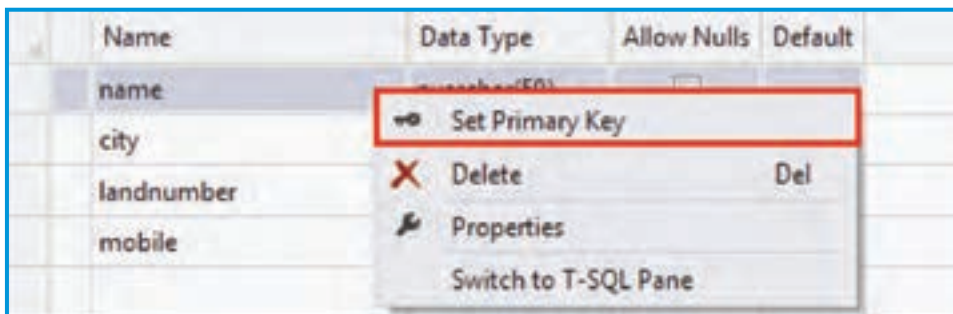 Name Data Type Allow Nulls Default
name
city
landnumber
mobile
Set Primary Key
Delete Del
Properties
Switch to T-SQL Pane